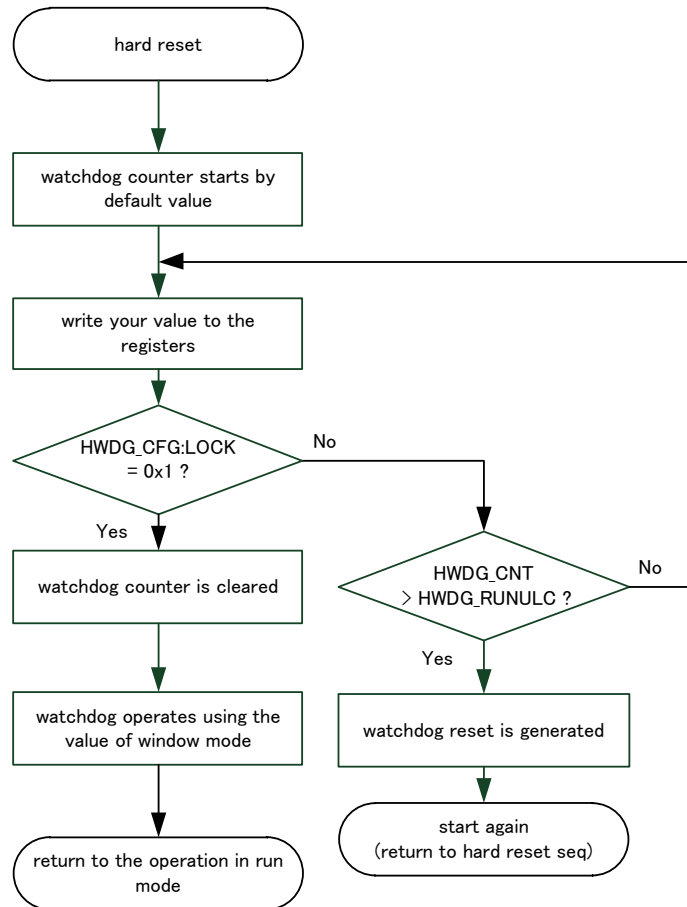 hard reset
watchdog counter starts by
default value
write your value to the
registers
HWDG_CFG:LOCK
= 0x1 ?
No
Yes
watchdog counter is cleared
HWDG_CNT
> HWDG_RUNULC ?
No
Yes
watchdog operates using the
value of window mode
watchdog reset is generated
return to the operation in run
mode
start again
(return to hard reset seq)